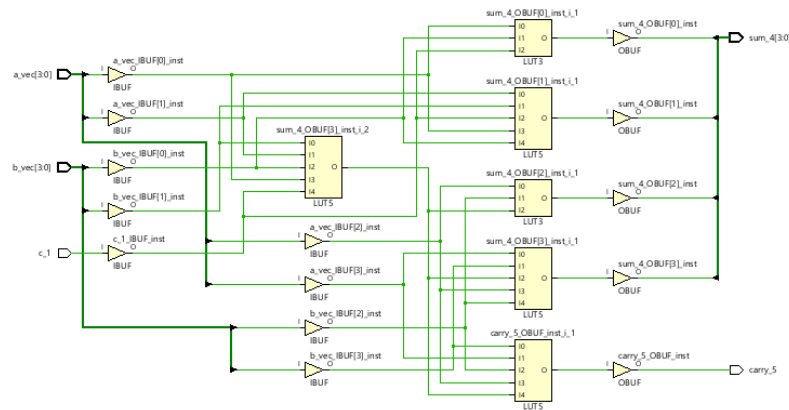 sum_4_OBUF[0]_inst_i_1
I0
I1 O
I2
LUT3
sum_4_OBUF[0]_inst
I O
OBUF
sum_4[3:0]
a_vec[3:0]
a_vec_IBUF[0]_inst
I O
IBUF
a_vec_IBUF[1]_inst
I O
IBUF
sum_4_OBUF[1]_inst_i_1
I0
I1
I2 O
I3
I4
LUT5
sum_4_OBUF[1]_inst
I O
OBUF
sum_4_OBUF[3]_inst_i_2
I0
I1
I2 O
I3
I4
LUT5
b_vec[3:0]
b_vec_IBUF[0]_inst
I O
IBUF
b_vec_IBUF[1]_inst
I O
IBUF
sum_4_OBUF[2]_inst_i_1
I0
I1 O
I2
LUT3
sum_4_OBUF[2]_inst
I O
OBUF
c_1
c_1_IBUF_inst
I O
IBUF
a_vec_IBUF[2]_inst
I O
IBUF
a_vec_IBUF[3]_inst
I O
IBUF
sum_4_OBUF[3]_inst_i_1
I0
I1
I2 O
I3
I4
LUT5
sum_4_OBUF[3]_inst
I O
OBUF
b_vec_IBUF[2]_inst
I O
IBUF
b_vec_IBUF[3]_inst
I O
IBUF
carry_5_OBUF_inst_i_1
I0
I1
I2 O
I3
I4
LUT5
carry_5_OBUF_inst
I O
OBUF
carry_5